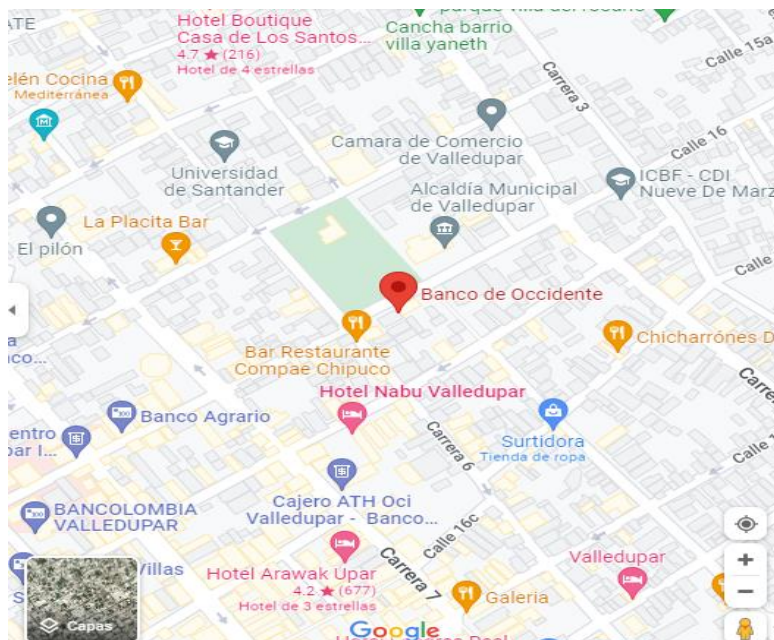 Hotel Boutique
Casa de Los Santos...
4.7 ★ (216)
Hotel de 4 estrellas
Cancha barrio
villa yaneth
Calle 15a
Carrera 3
Cocina
Mediterránea
Camara de Comercio
de Valledupar
Calle 16
Universidad
de Santander
Alcaldía Municipal
de Valledupar
ICBF - CDI
Nueve De Marz
La Placita Bar
El pilón
Calle
Banco de Occidente
Bar Restaurante
Compae Chipuco
Chicharrónes D
Hotel Nabu Valledupar
Banco Agrario
Carrera 6
Surtidora
Tienda de ropa
Calle
Cajero ATH Oci
Valledupar - Banco...
BANCOLOMBIA
VALLEDUPAR
Calle 16c
Carrera 7
Hotel Arawak Upar
4.2 ★ (677)
Hotel de 3 estrellas
Valledupar
Galeria
Capas
Google